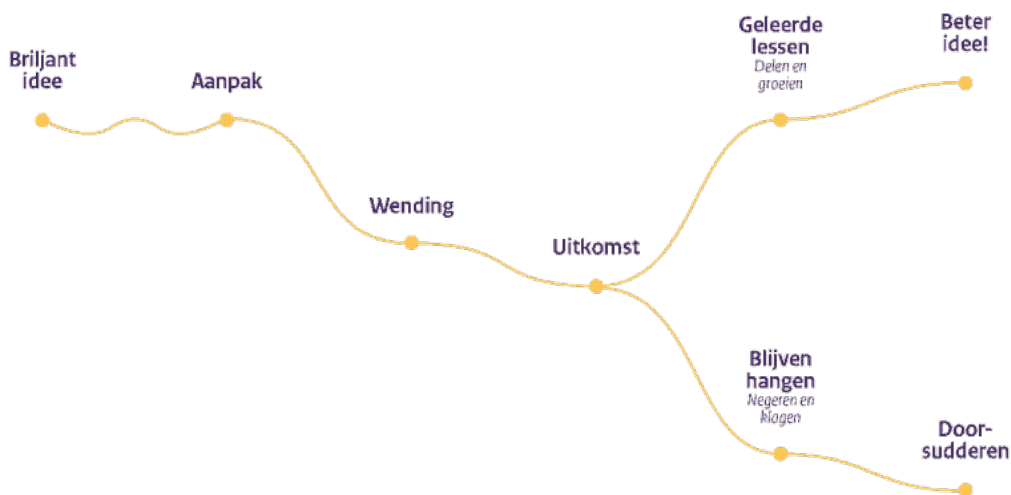 Briljant
idee
Aanpak
Wending
Uitkomst
Geleerde
lessen
Delen en
groeien
Beter
idee!
Blijven
hangen
Negeren en
klagen
Door-
sudderen